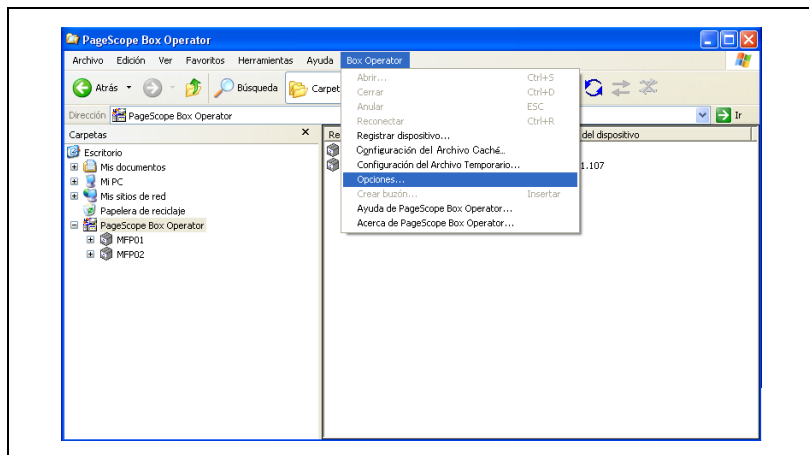 PageScope Box Operator
Archivo Edición Ver Favoritos Herramientas Ayuda Box Operator
Atrás Búsqueda Carpet
Dirección PageScope Box Operator Ir
Carpetas
Escritorio
Mis documentos
Mi PC
Mis sitios de red
Papelera de reciclaje
PageScope Box Operator
MFP01
MFP02
Re
Abrir... Ctrl+S
Cerrar Ctrl+D
Anular ESC
Reconectar Ctrl+R
Registrar dispositivo...
Configuración del Archivo Caché...
Configuración del Archivo Temporario...
Opciones...
Crear buzón... Insertar
Ayuda de PageScope Box Operator...
Acerca de PageScope Box Operator...
del dispositivo
1.107